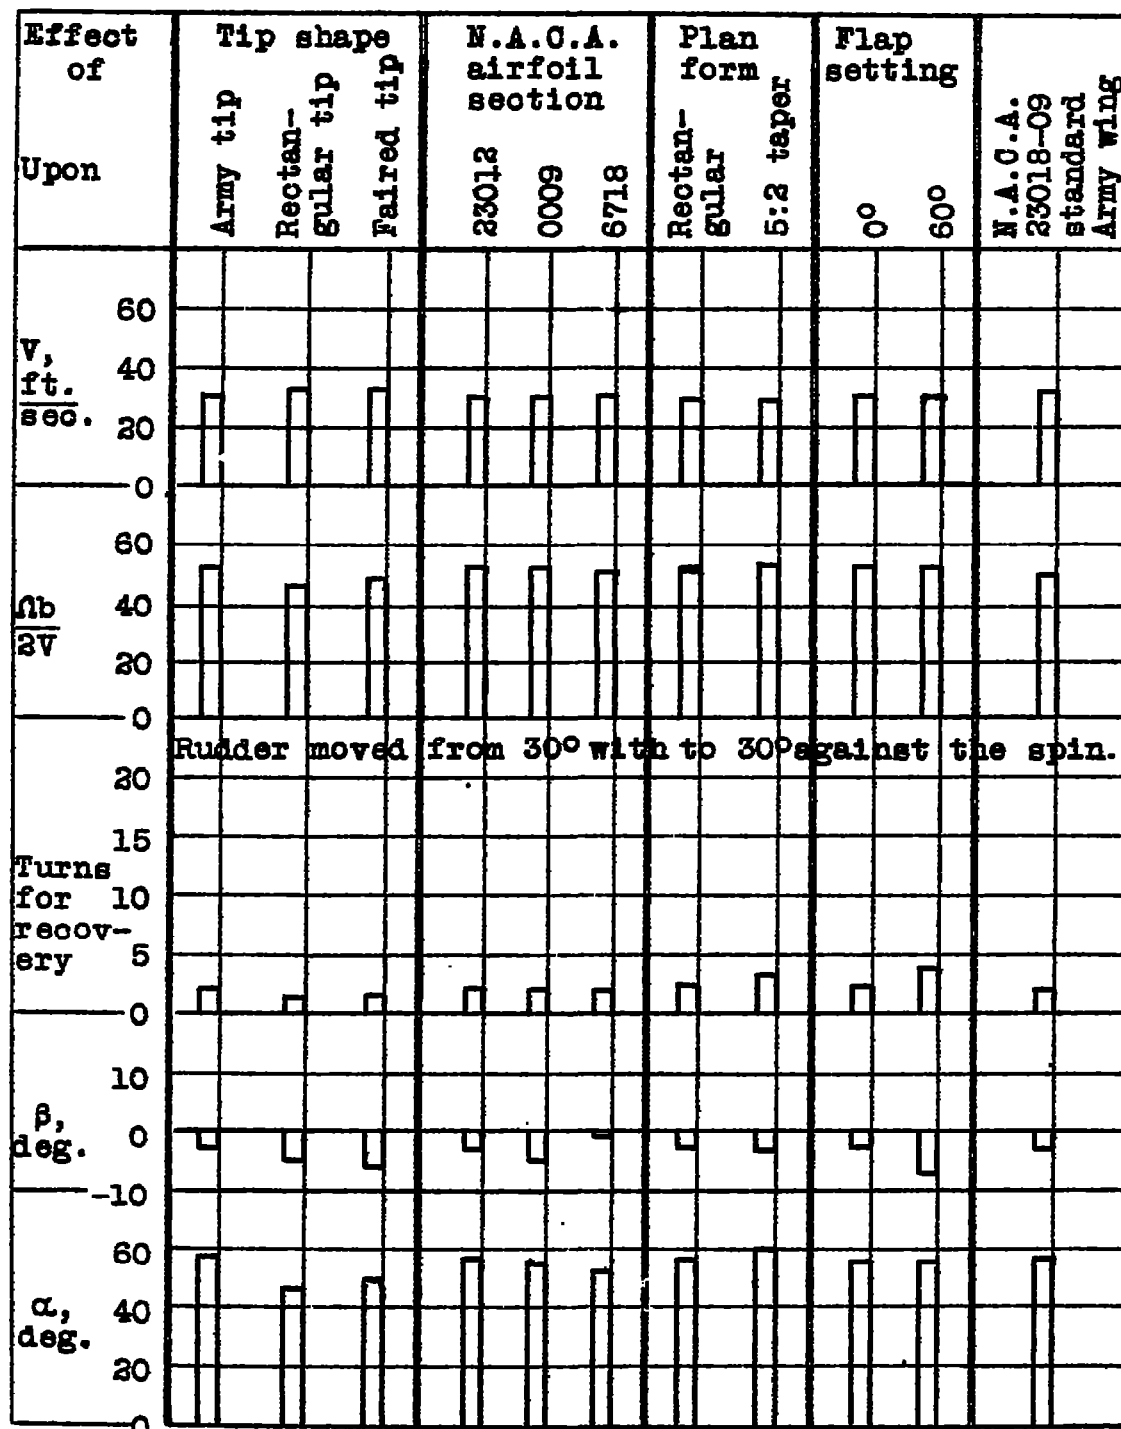 Effect
of
Upon
Tip shape
Army tip
Rectan-
gular tip
Faired tip
N.A.C.A.
airfoil
section
23012
0009
6718
Plan
form
Rectan-
gular
5:2 taper
Flap
setting
0°
60°
N.A.C.A.
23018-09
standard
Army wing
V,
ft.
sec.
60
40
20
0
Ωb
2V
60
40
20
0
Rudder moved from 30° with to 30° against the spin.
Turns
for
recov-
ery
20
15
10
5
0
β,
deg.
10
0
-10
α,
deg.
60
40
20
0